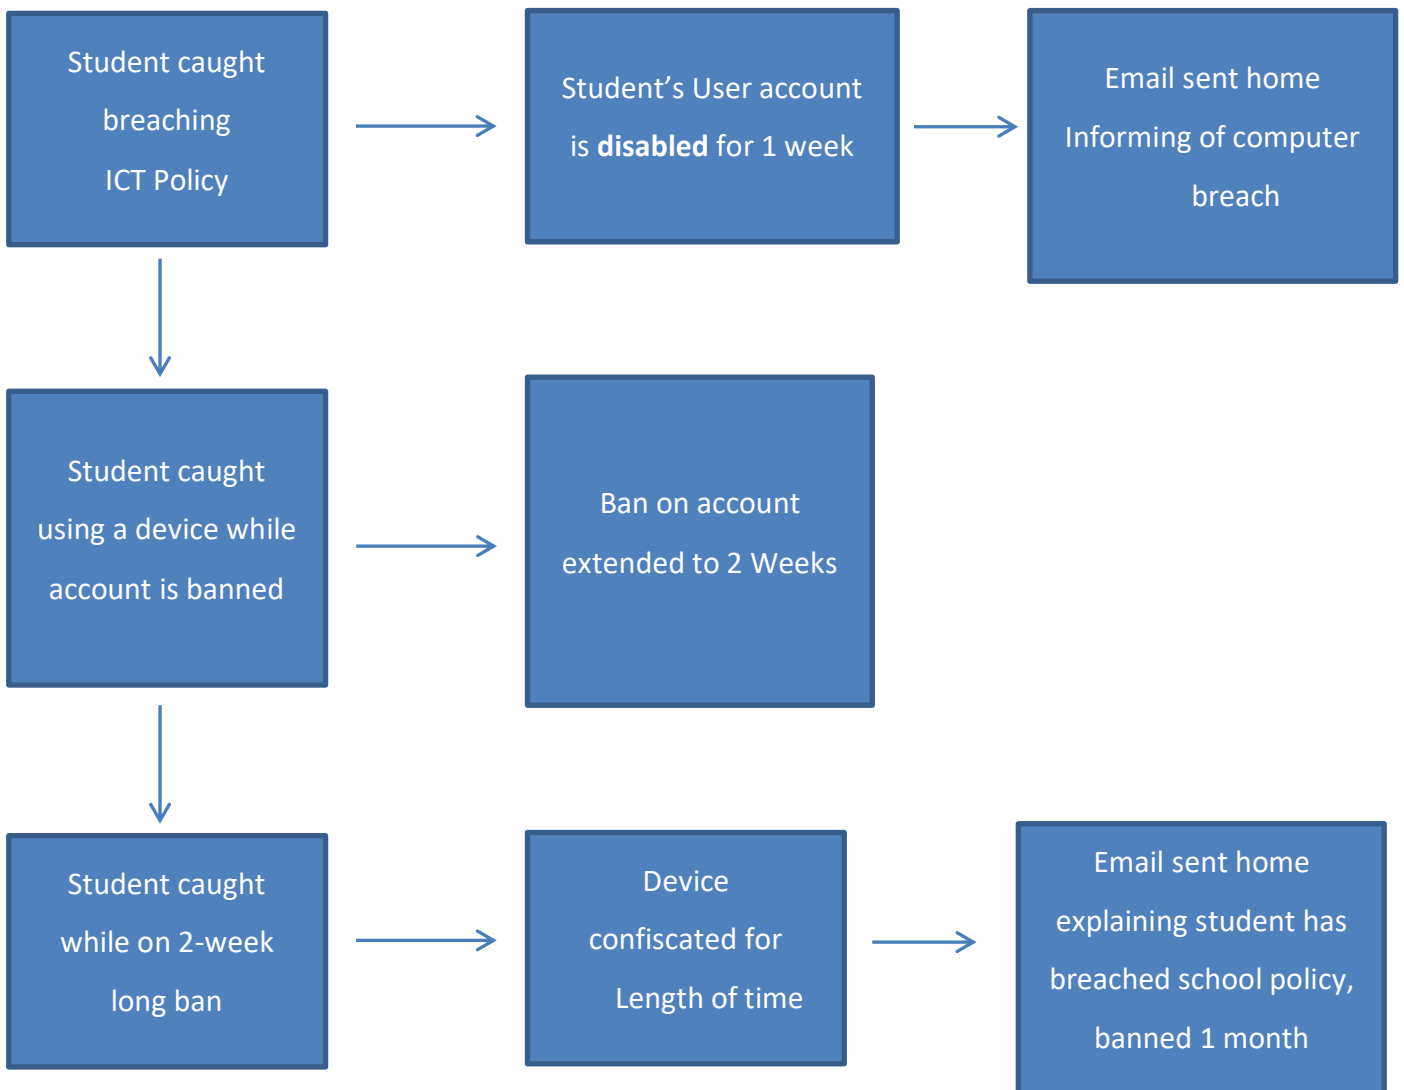 Student caught
breaching
ICT Policy
Student's User account
is disabled for 1 week
Email sent home
Informing of computer
breach
Student caught
using a device while
account is banned
Ban on account
extended to 2 Weeks
Student caught
while on 2-week
long ban
Device
confiscated for
Length of time
Email sent home
explaining student has
breached school policy,
banned 1 month